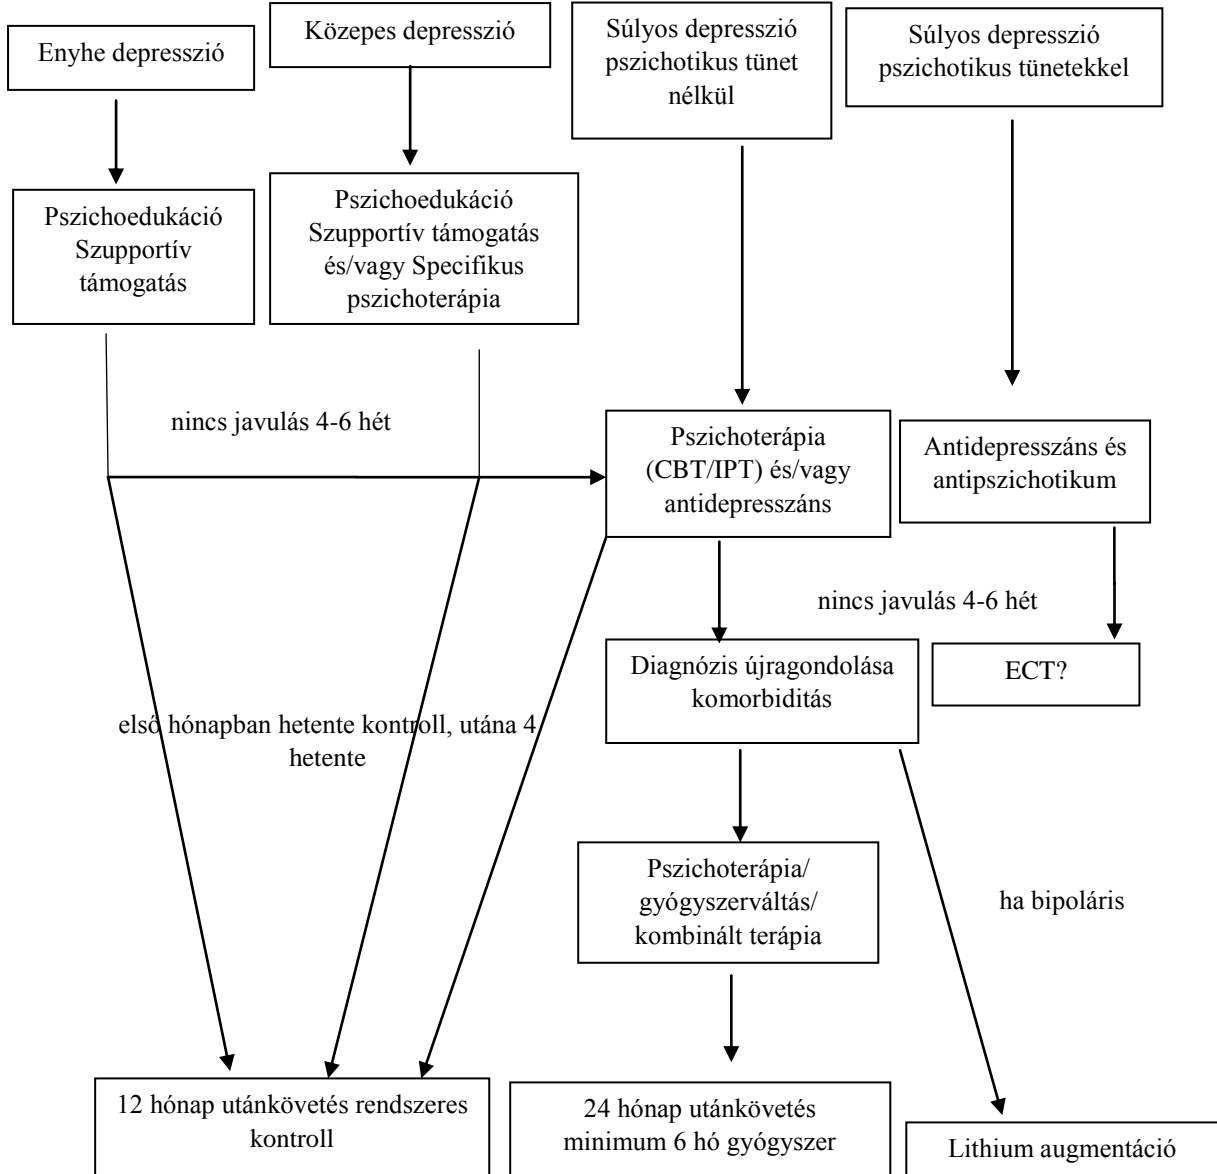 Enyhe depresszió
Közepes depresszió
Súlyos depresszió
pszichotikus tünet
nélkül
Súlyos depresszió
pszichotikus tünetekkel
Pszichoedukáció
Szupportív
támogatás
Pszichoedukáció
Szupportív támogatás
és/vagy Specifikus
pszichoterápia
nincs javulás 4-6 hét
Pszichoterápia
(CBT/IPT) és/vagy
antidepresszáns
Antidepresszáns és
antipszichotikum
nincs javulás 4-6 hét
Diagnózis újragondolása
komorbiditás
ECT?
első hónapban hetente kontroll, utána 4
hetente
Pszichoterápia/
gyógyszerváltás/
kombinált terápia
ha bipoláris
12 hónap utánkövetés rendszeres
kontroll
24 hónap utánkövetés
minimum 6 hó gyógyszer
Lithium augmentáció